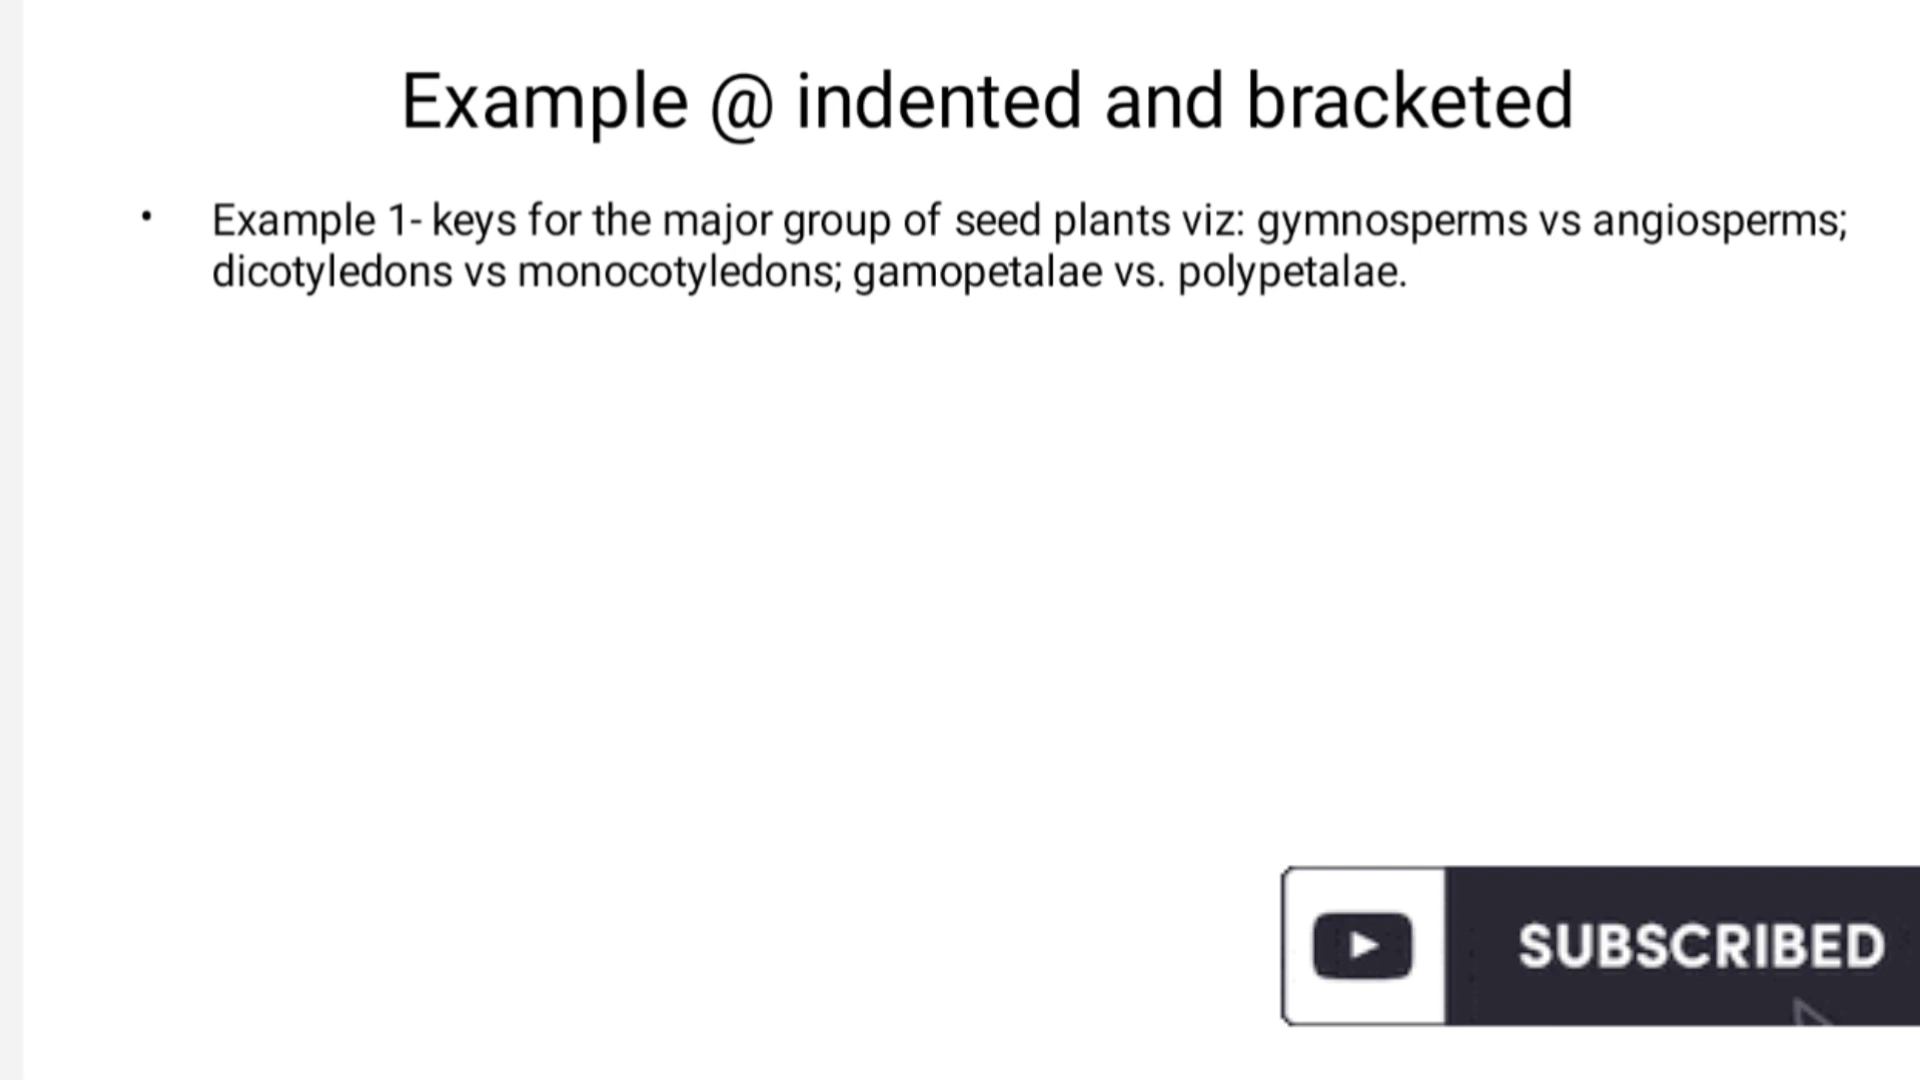 Example @ indented and bracketed
• Example 1- keys for the major group of seed plants viz: gymnosperms vs angiosperms;
dicotyledons vs monocotyledons; gamopetalae vs. polypetalae.
SUBSCRIBED